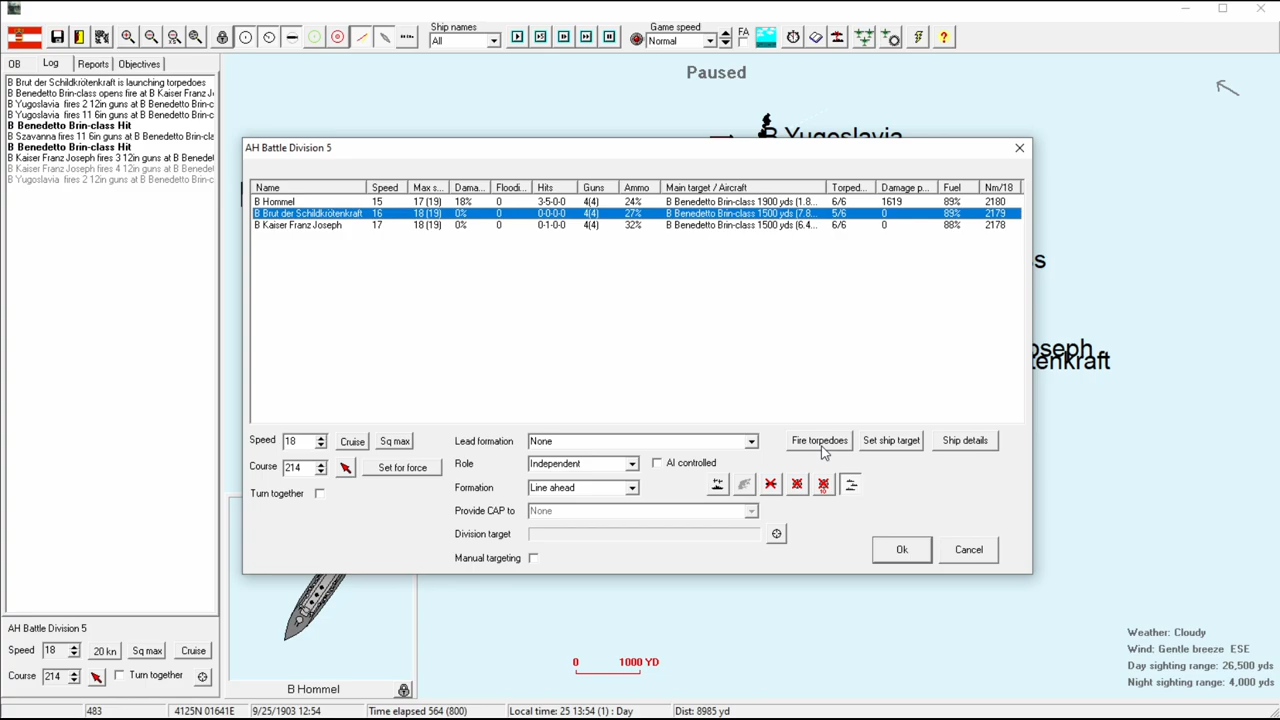 Ship names
All
Game speed
Normal
FA
?
OB
Log
Reports
Objectives
B Brut der Schildkrötenkraft is launching torpedoes
B Benedetto Brin-class opens fire at B Kaiser Franz J
B Yugoslavia fires 2 12in guns at B Benedetto Brin-c
B Yugoslavia fires 11 6in guns at B Benedetto Brin-c
B Benedetto Brin-class Hit
B Szavanna fires 11 6in guns at B Benedetto Brin-cla
B Benedetto Brin-class Hit
B Kaiser Franz Joseph fires 3 12in guns at B Benedet
B Kaiser Franz Joseph fires 4 12in guns at B Benedet
B Yugoslavia fires 2 12in guns at B Benedetto Brin-c
Paused
B Yugoslavia
AH Battle Division 5
Name Speed Max s... Dama... Floodi... Hits Guns Ammo Main target / Aircraft Torped... Damage p... Fuel Nm/18
B Hommel 15 17 (19) 18% 0 3-5-0-0 4(4) 24% B Benedetto Brin-class 1900 yds (1.8... 6/6 1619 89% 2180
B Brut der Schildkrötenkraft 16 18 (19) 0% 0 0-0-0-0 4(4) 27% B Benedetto Brin-class 1500 yds (7.8... 5/6 0 89% 2179
B Kaiser Franz Joseph 17 18 (19) 0% 0 0-1-0-0 4(4) 32% B Benedetto Brin-class 1500 yds (6.4... 6/6 0 88% 2178
s
oseph
tenkraft
Speed 18 Cruise Sq max
Lead formation None
Fire torpedoes Set ship target Ship details
Course 214 Set for force
Role Independent
AI controlled
Turn together
Formation Line ahead
10
Provide CAP to None
Division target
Manual targeting
Ok Cancel
AH Battle Division 5
Speed 18 20 kn Sq max Cruise
Course 214 Turn together
B Hommel
0 1000 YD
Weather: Cloudy
Wind: Gentle breeze ESE
Day sighting range: 26,500 yds
Night sighting range: 4,000 yds
483 4125N 01641E 9/25/1903 12:54 Time elapsed 564 (800) Local time: 25 13:54 (1) : Day Dist: 8985 yd